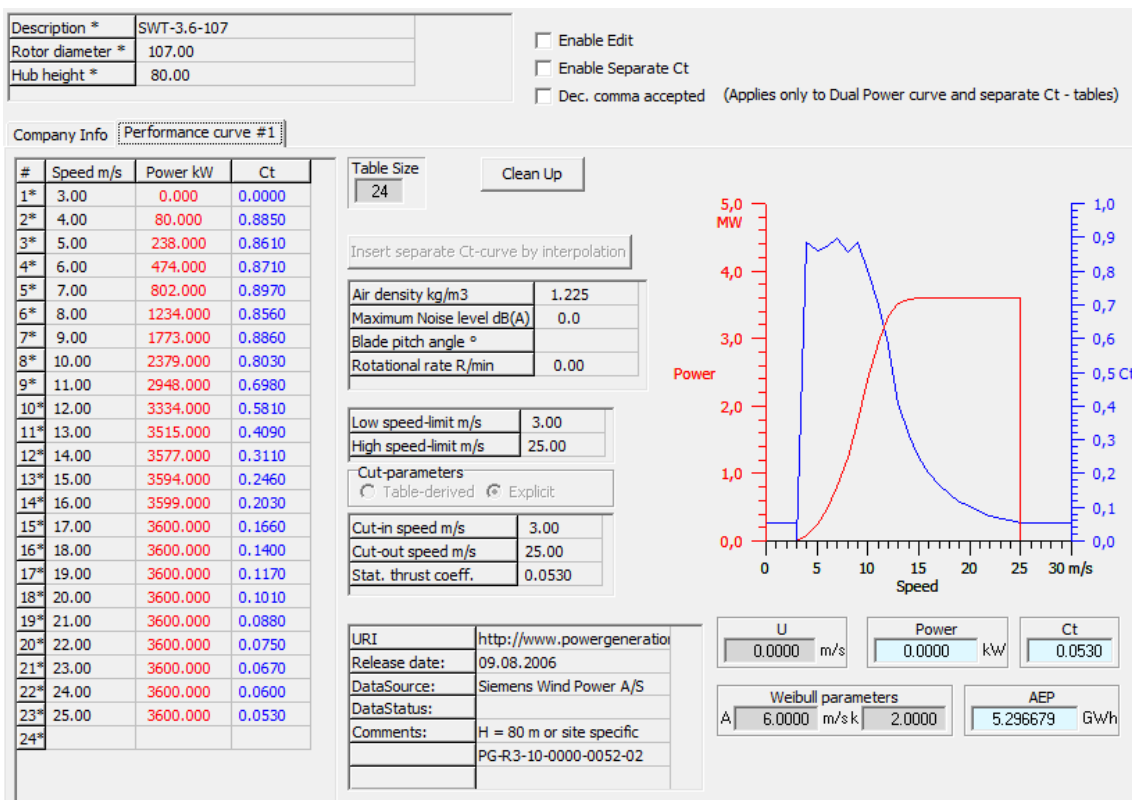 Description * SWT-3.6-107
Rotor diameter * 107.00
Hub height * 80.00
Enable Edit
Enable Separate Ct
Dec. comma accepted (Applies only to Dual Power curve and separate Ct - tables)
Company Info Performance curve #1
# Speed m/s Power kW Ct
1* 3.00 0.000 0.0000
2* 4.00 80.000 0.8850
3* 5.00 238.000 0.8610
4* 6.00 474.000 0.8710
5* 7.00 802.000 0.8970
6* 8.00 1234.000 0.8560
7* 9.00 1773.000 0.8860
8* 10.00 2379.000 0.8030
9* 11.00 2948.000 0.6980
10* 12.00 3334.000 0.5810
11* 13.00 3515.000 0.4090
12* 14.00 3577.000 0.3110
13* 15.00 3594.000 0.2460
14* 16.00 3599.000 0.2030
15* 17.00 3600.000 0.1660
16* 18.00 3600.000 0.1400
17* 19.00 3600.000 0.1170
18* 20.00 3600.000 0.1010
19* 21.00 3600.000 0.0880
20* 22.00 3600.000 0.0750
21* 23.00 3600.000 0.0670
22* 24.00 3600.000 0.0600
23* 25.00 3600.000 0.0530
24*
Table Size
24
Clean Up
Insert separate Ct-curve by interpolation
Air density kg/m3 1.225
Maximum Noise level dB(A) 0.0
Blade pitch angle °
Rotational rate R/min 0.00
Low speed-limit m/s 3.00
High speed-limit m/s 25.00
Cut-parameters
Table-derived Explicit
Cut-in speed m/s 3.00
Cut-out speed m/s 25.00
Stat. thrust coeff. 0.0530
URI http://www.powergeneration
Release date: 09.08.2006
DataSource: Siemens Wind Power A/S
DataStatus:
Comments: H = 80 m or site specific
PG-R3-10-0000-0052-02
5,0
MW
4,0
3,0
Power
2,0
1,0
0,0
1,0
0,9
0,8
0,7
0,6
0,5 Ct
0,4
0,3
0,2
0,1
0,0
0 5 10 15 20 25 30 m/s
Speed
U
0.0000 m/s
Power
0.0000 kW
Ct
0.0530
Weibull parameters
A 6.0000 m/s k 2.0000
AEP
5.296679 GWh